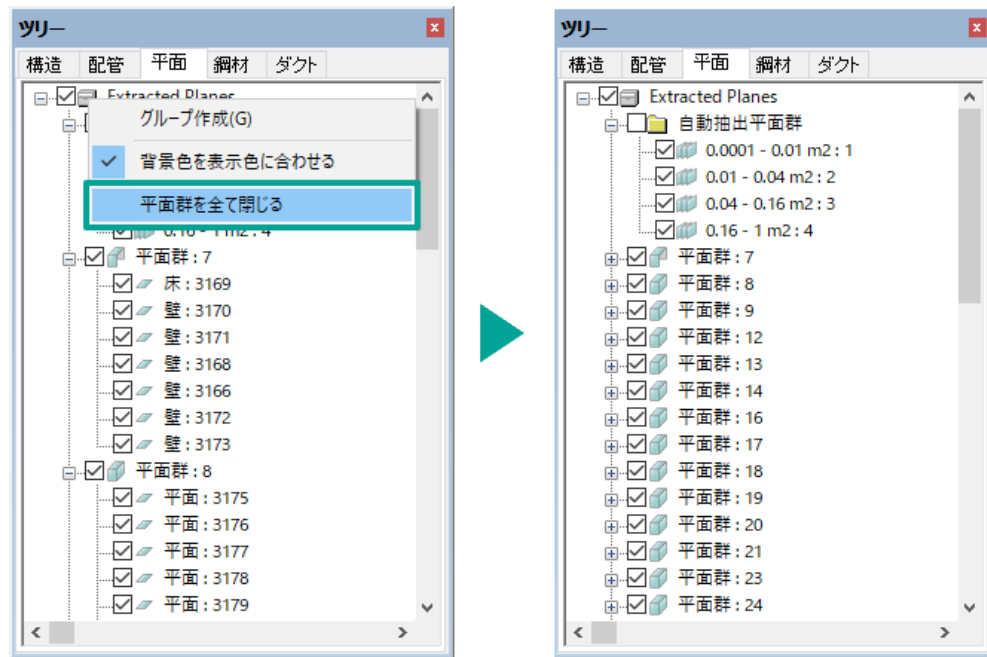 ツリー
構造 配管 平面 鋼材 ダクト
Extracted Planes
グループ作成(G)
背景色を表示色に合わせる
平面群を全て閉じる
0.16 - 1 m2 : 4
平面群 : 7
床 : 3169
壁 : 3170
壁 : 3171
壁 : 3168
壁 : 3166
壁 : 3172
壁 : 3173
平面群 : 8
平面 : 3175
平面 : 3176
平面 : 3177
平面 : 3178
平面 : 3179
ツリー
構造 配管 平面 鋼材 ダクト
Extracted Planes
自動抽出平面群
0.0001 - 0.01 m2 : 1
0.01 - 0.04 m2 : 2
0.04 - 0.16 m2 : 3
0.16 - 1 m2 : 4
平面群 : 7
平面群 : 8
平面群 : 9
平面群 : 12
平面群 : 13
平面群 : 14
平面群 : 16
平面群 : 17
平面群 : 18
平面群 : 19
平面群 : 20
平面群 : 21
平面群 : 23
平面群 : 24